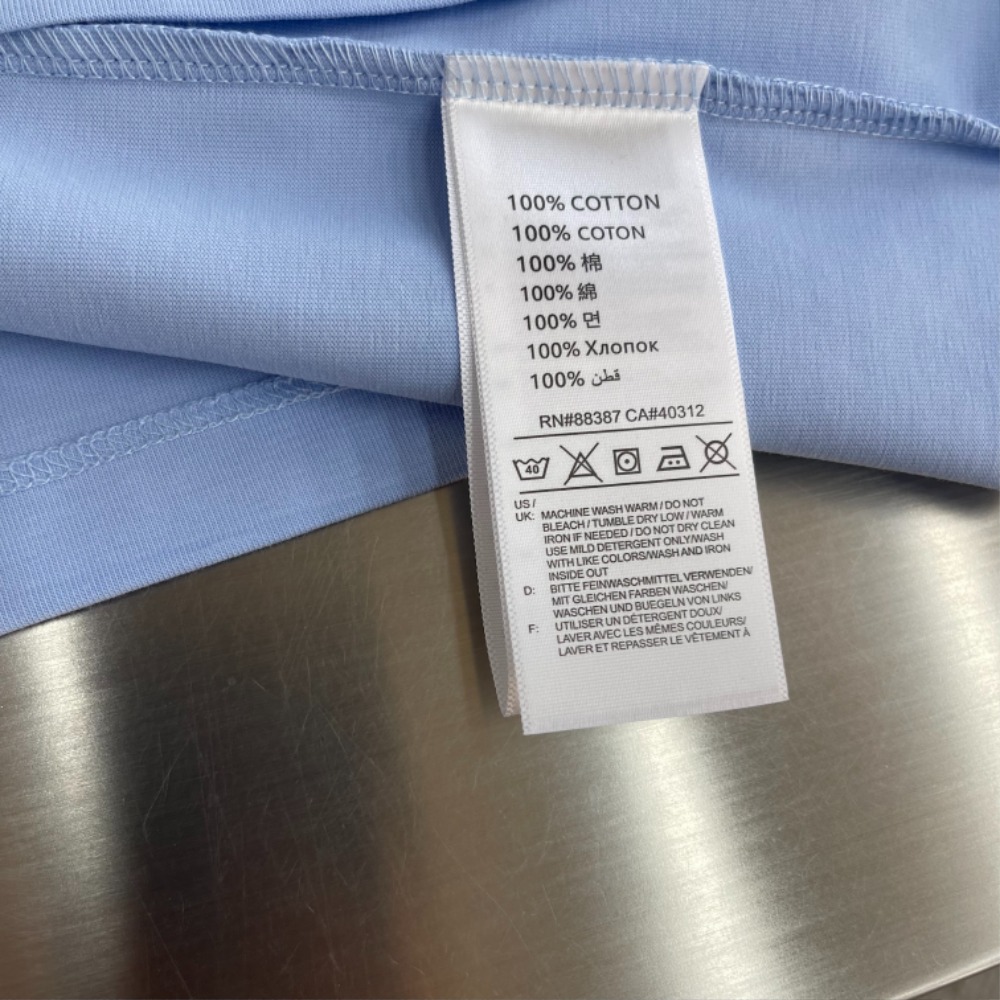 100% COTTON
100% COTON
100% 棉
100% 綿
100% 면
100% Хлопок
100% قطن
RN#88387 CA#40312
40
US /
UK: MACHINE WASH WARM / DO NOT
BLEACH / TUMBLE DRY LOW / WARM
IRON IF NEEDED / DO NOT DRY CLEAN
USE MILD DETERGENT ONLY/WASH
WITH LIKE COLORS/WASH AND IRON
INSIDE OUT
D: BITTE FEINWASCHMITTEL VERWENDEN/
MIT GLEICHEN FARBEN WASCHEN/
WASCHEN UND BUEGELN VON LINKS
F: UTILISER UN DÉTERGENT DOUX/
LAVER AVEC LES MÊMES COULEURS/
LAVER ET REPASSER LE VÊTEMENT À